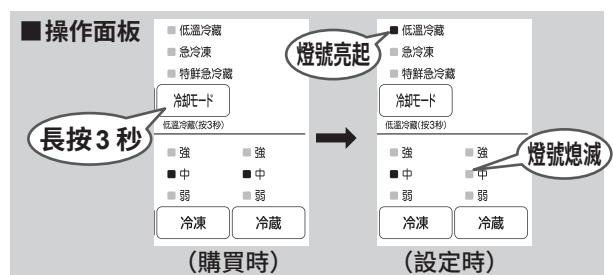 ■操作面板
低溫冷藏
急冷凍
特鮮急冷藏
冷却モード
低溫冷藏(按3秒)
強 強
中 中
弱 弱
冷凍 冷蔵
(購買時)
長按3秒
低溫冷藏
急冷凍
特鮮急冷藏
冷却モード
低溫冷藏(按3秒)
強 強
中 中
弱 弱
冷凍 冷蔵
(設定時)
燈號亮起
燈號熄滅